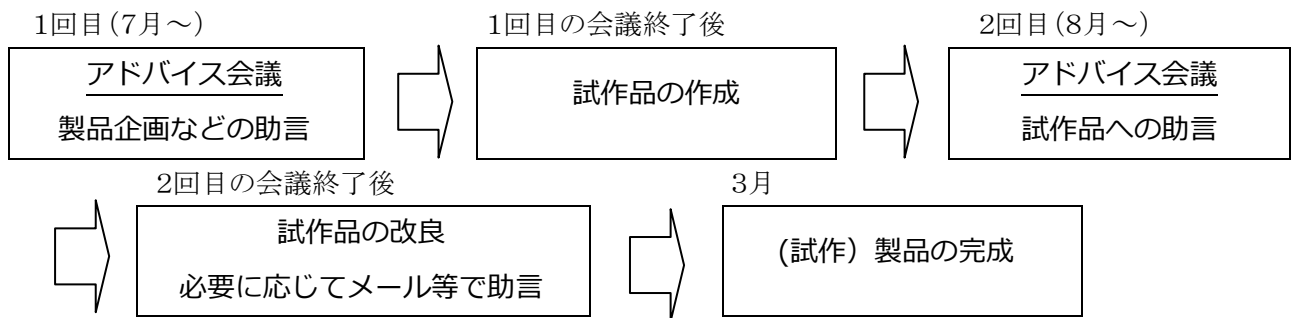 1回目(7月～)
アドバイス会議
製品企画などの助言
1回目の会議終了後
試作品の作成
2回目(8月～)
アドバイス会議
試作品への助言
2回目の会議終了後
試作品の改良
必要に応じてメール等で助言
3月
(試作）製品の完成